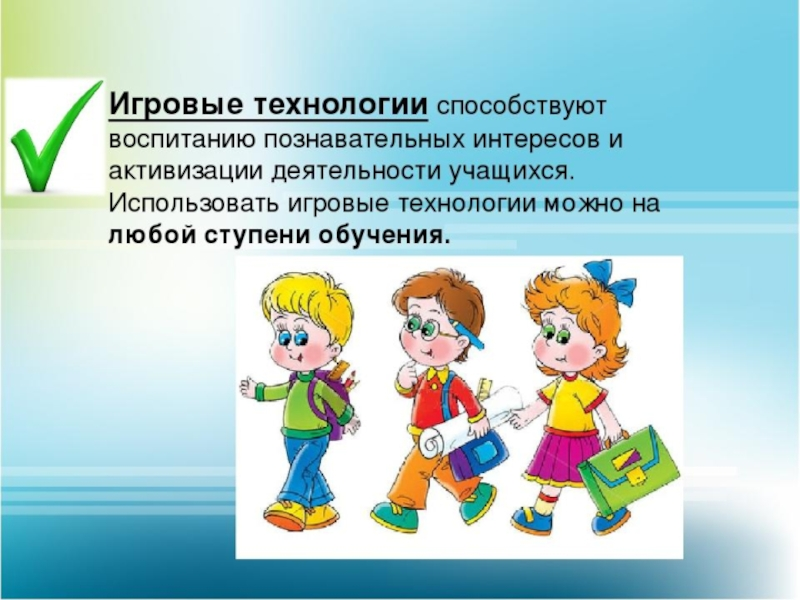 Игровые технологии способствуют
воспитанию познавательных интересов и
активизации деятельности учащихся.
Использовать игровые технологии можно на
любой ступени обучения.